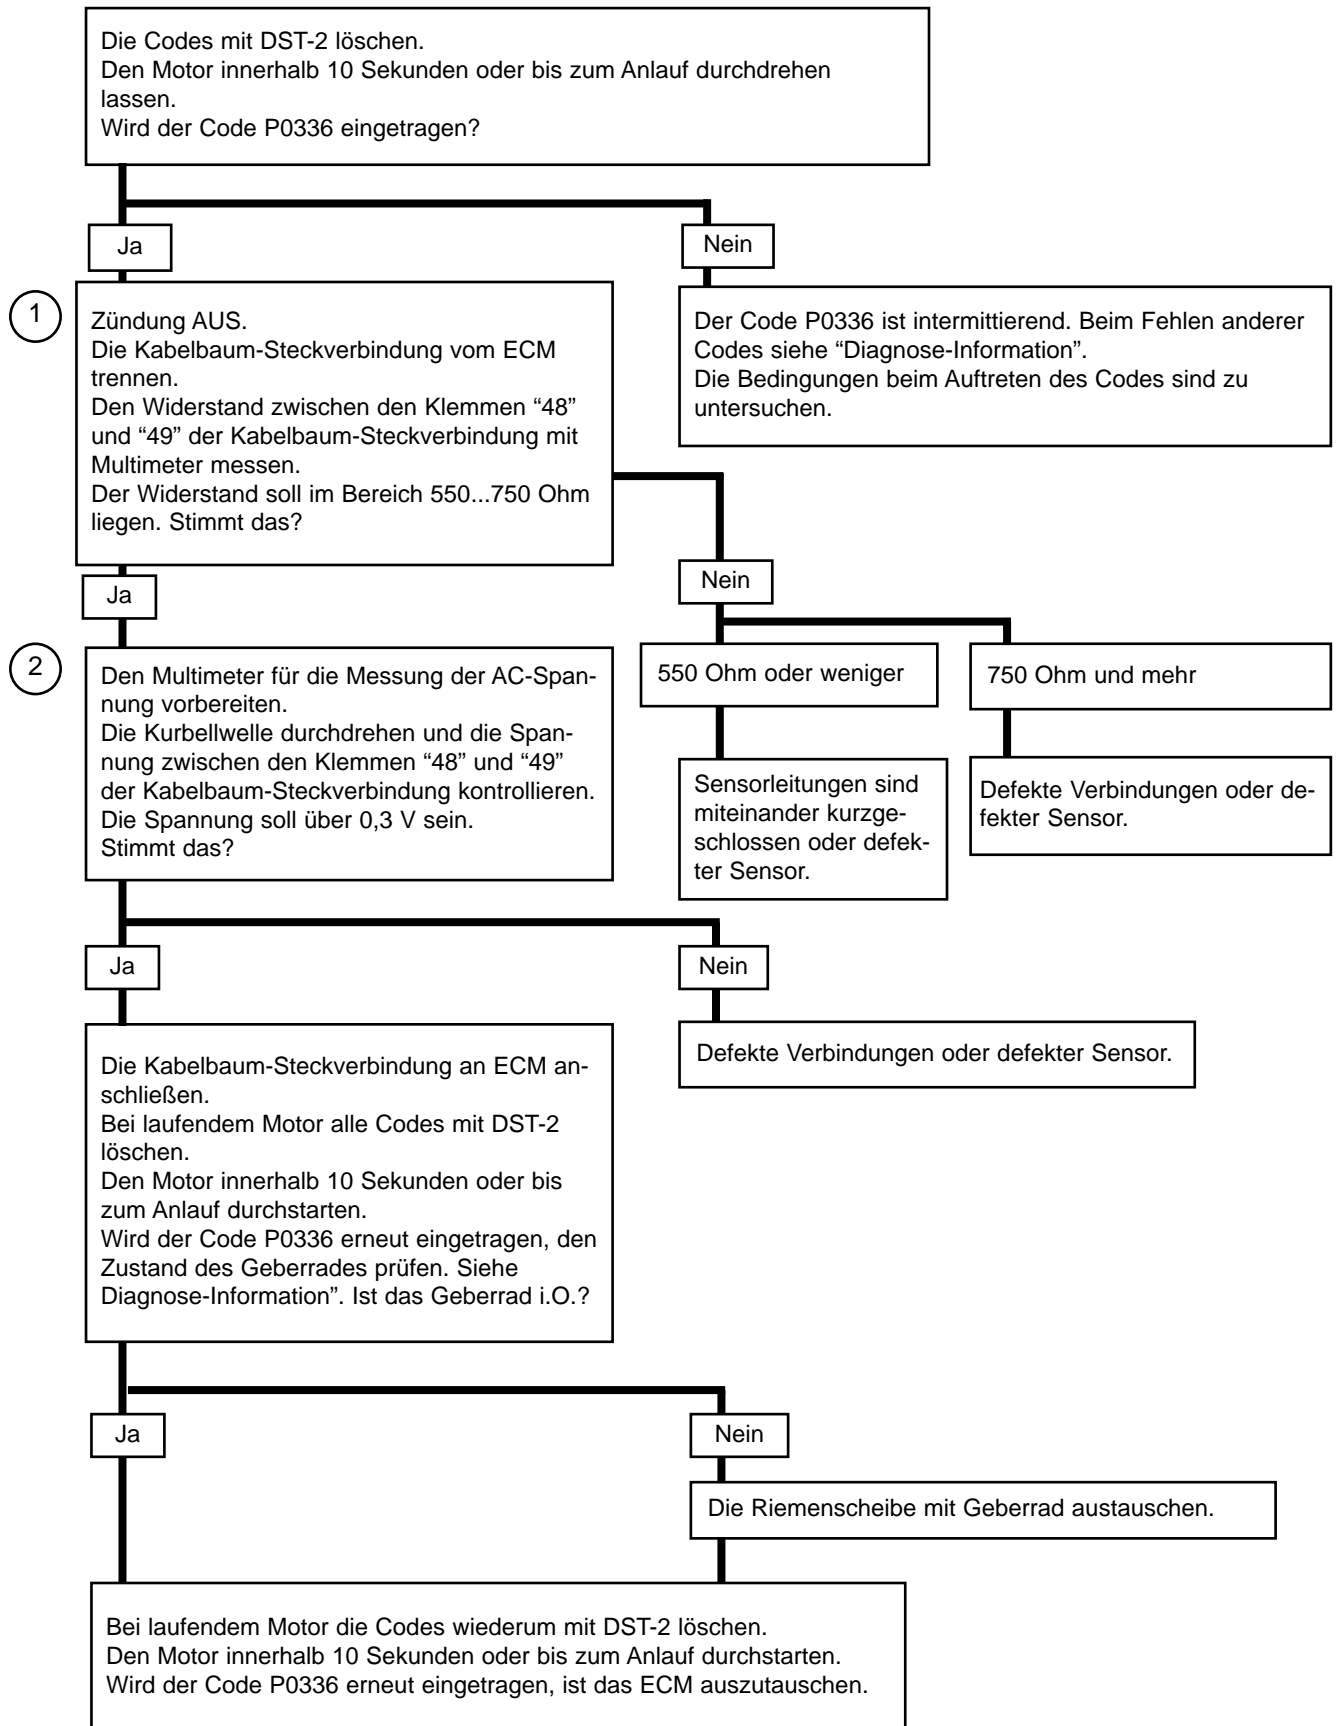 Die Codes mit DST-2 löschen.
Den Motor innerhalb 10 Sekunden oder bis zum Anlauf durchdrehen
lassen.
Wird der Code P0336 eingetragen?
Ja
Nein
1
Zündung AUS.
Die Kabelbaum-Steckverbindung vom ECM
trennen.
Den Widerstand zwischen den Klemmen “48”
und “49” der Kabelbaum-Steckverbindung mit
Multimeter messen.
Der Widerstand soll im Bereich 550...750 Ohm
liegen. Stimmt das?
Der Code P0336 ist intermittierend. Beim Fehlen anderer
Codes siehe “Diagnose-Information”.
Die Bedingungen beim Auftreten des Codes sind zu
untersuchen.
Ja
Nein
2
Den Multimeter für die Messung der AC-Span-
nung vorbereiten.
Die Kurbellwelle durchdrehen und die Span-
nung zwischen den Klemmen “48” und “49”
der Kabelbaum-Steckverbindung kontrollieren.
Die Spannung soll über 0,3 V sein.
Stimmt das?
550 Ohm oder weniger
750 Ohm und mehr
Sensorleitungen sind
miteinander kurzge-
schlossen oder defek-
ter Sensor.
Defekte Verbindungen oder de-
fekter Sensor.
Ja
Nein
Die Kabelbaum-Steckverbindung an ECM an-
schließen.
Bei laufendem Motor alle Codes mit DST-2
löschen.
Den Motor innerhalb 10 Sekunden oder bis
zum Anlauf durchstarten.
Wird der Code P0336 erneut eingetragen, den
Zustand des Geberrades prüfen. Siehe
Diagnose-Information”. Ist das Geberrad i.O.?
Defekte Verbindungen oder defekter Sensor.
Ja
Nein
Die Riemenscheibe mit Geberrad austauschen.
Bei laufendem Motor die Codes wiederum mit DST-2 löschen.
Den Motor innerhalb 10 Sekunden oder bis zum Anlauf durchstarten.
Wird der Code P0336 erneut eingetragen, ist das ECM auszutauschen.